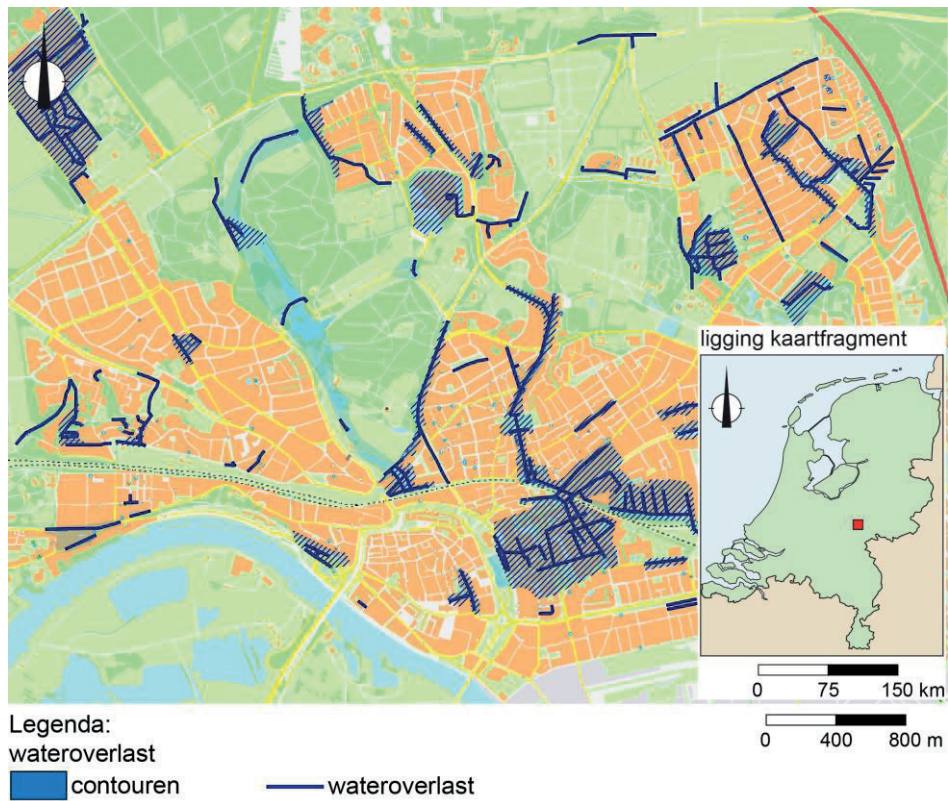 ligging kaartfragment
0 75 150 km
0 400 800 m
Legenda:
wateroverlast
contouren
wateroverlast